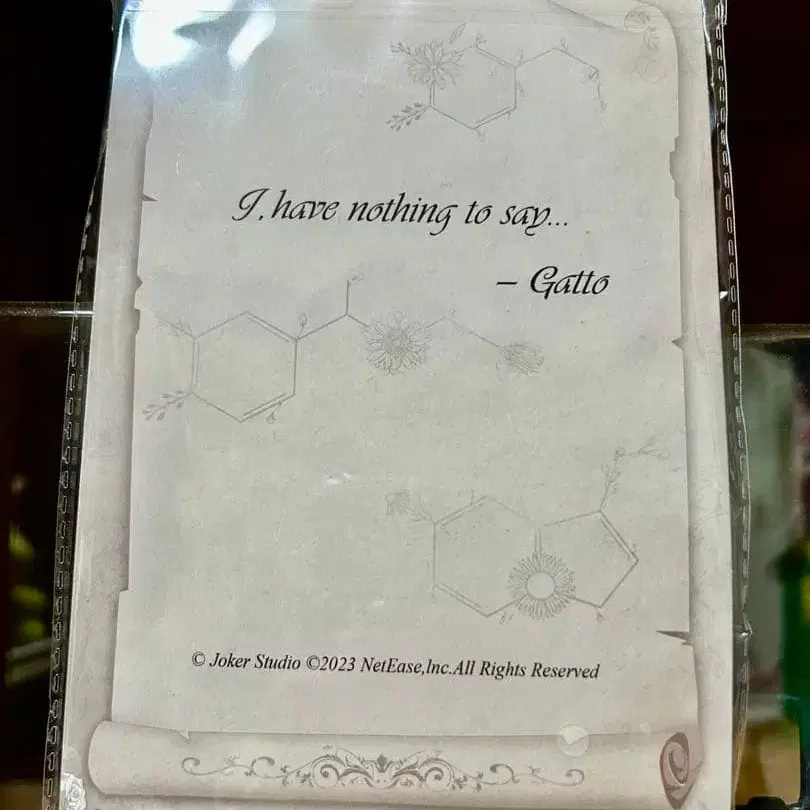 I, have nothing to say...
– Gatto
© Joker Studio ©2023 NetEase,Inc.All Rights Reserved